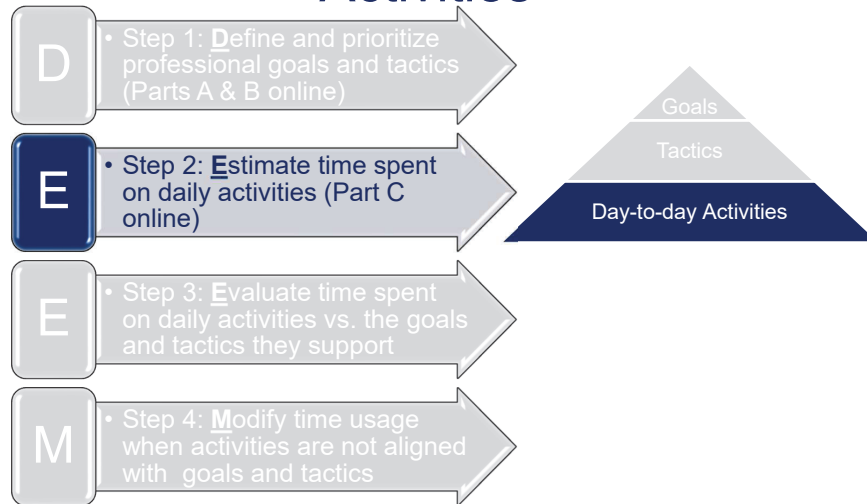 Activities
D
• Step 1: Define and prioritize
professional goals and tactics
(Parts A & B online)
E
• Step 2: Estimate time spent
on daily activities (Part C
online)
E
• Step 3: Evaluate time spent
on daily activities vs. the goals
and tactics they support
M
• Step 4: Modify time usage
when activities are not aligned
with goals and tactics
Goals
Tactics
Day-to-day Activities